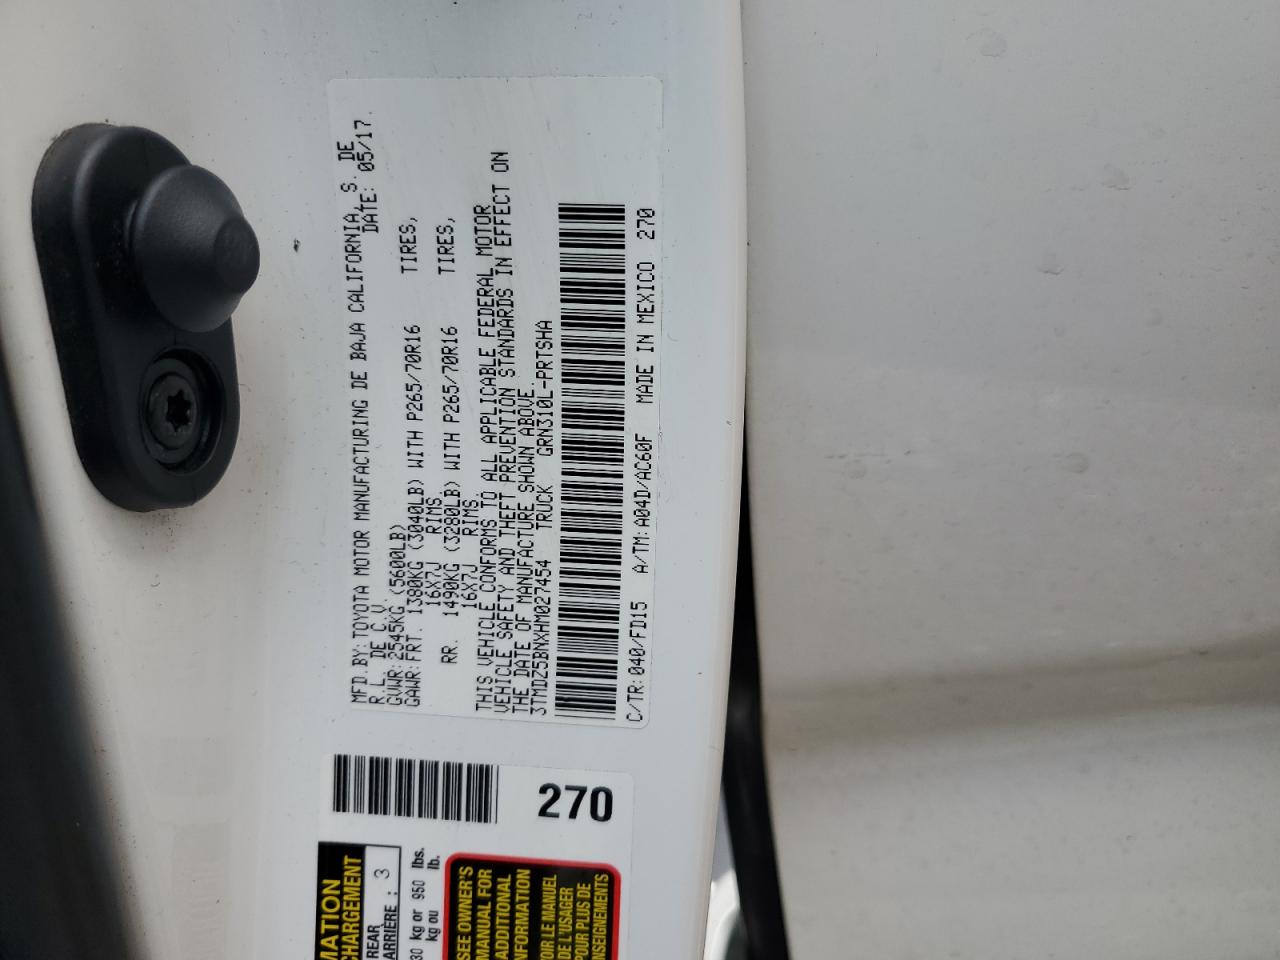 MFD.BY:TOYOTA MOTOR MANUFACTURING DE BAJA CALIFORNIA,S. DE
R.L. DE C.V. DATE: 05/17
GVWR:2545KG (5600LB)
GAWR:FRT. 1380KG (3040LB) WITH P265/70R16 TIRES,
16X7J RIMS.
RR. 1490KG (3280LB) WITH P265/70R16 TIRES,
16X7J RIMS.
THIS VEHICLE CONFORMS TO ALL APPLICABLE FEDERAL MOTOR
VEHICLE SAFETY AND THEFT PREVENTION STANDARDS IN EFFECT ON
THE DATE OF MANUFACTURE SHOWN ABOVE.
3TMDZ5BNXHM027454 TRUCK GRN310L-PRTSHA
C/TR:040/FD15 A/TM:A04D/AC60F MADE IN MEXICO 270
270
MATION
CHARGEMENT
REAR
ARRIÈRE : 3
30 kg or 950 lbs.
kg ou lb.
SEE OWNER'S
MANUAL FOR
ADDITIONAL
NFORMATION
OIR LE MANUEL
DE L'USAGER
POUR PLUS DE
NSEIGNEMENTS